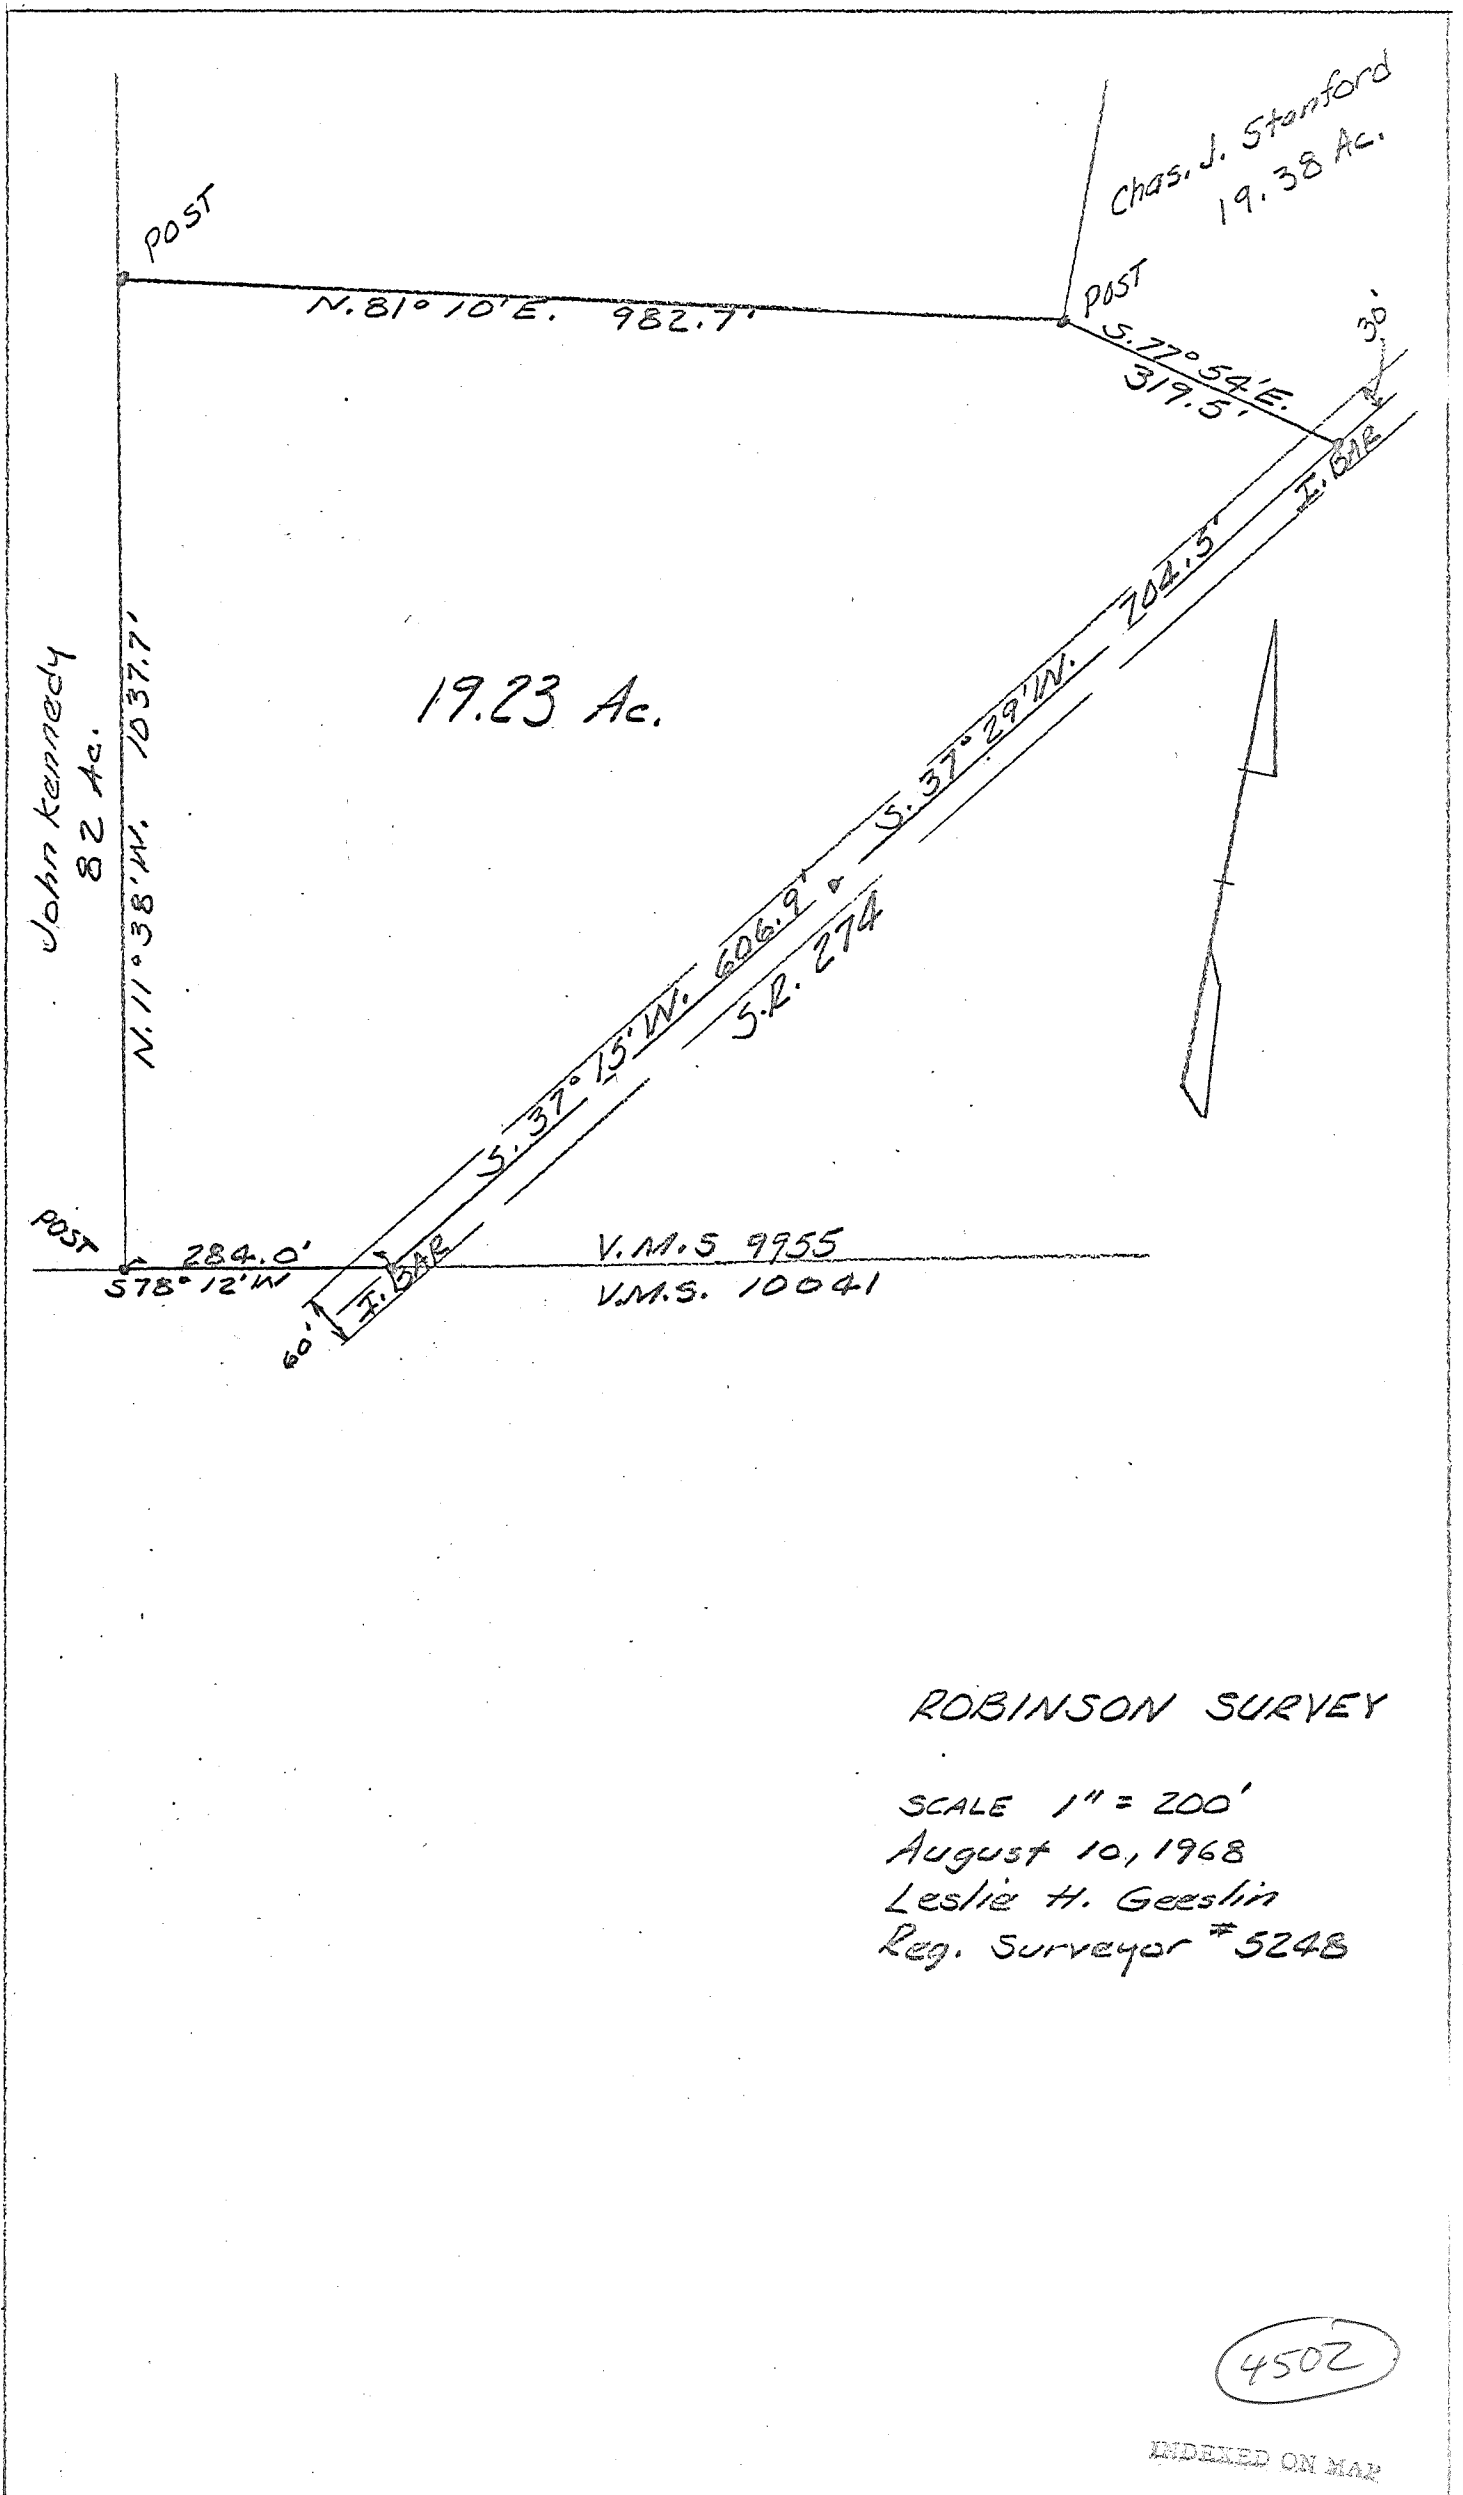 Chas. J. Stanford
19.38 Ac.
POST
POST
N. 81° 10' E. 982.7'
S. 77° 54' E.
319.5'
30'
I. BAR
John Kennedy
82 Ac.
N. 11° 38' W. 1037.7'
19.23 Ac.
S. 37° 29' W. 704.5'
S. 37° 15' W. 606.9'
S.R. 274
POST
284.0'
S78° 12' W
I. BAR
60'
V.M.S 9955
V.M.S. 10041
ROBINSON SURVEY
SCALE 1" = 200'
August 10, 1968
Leslie H. Geeslin
Reg. Surveyor #5248
4502
INDEXED ON MAP